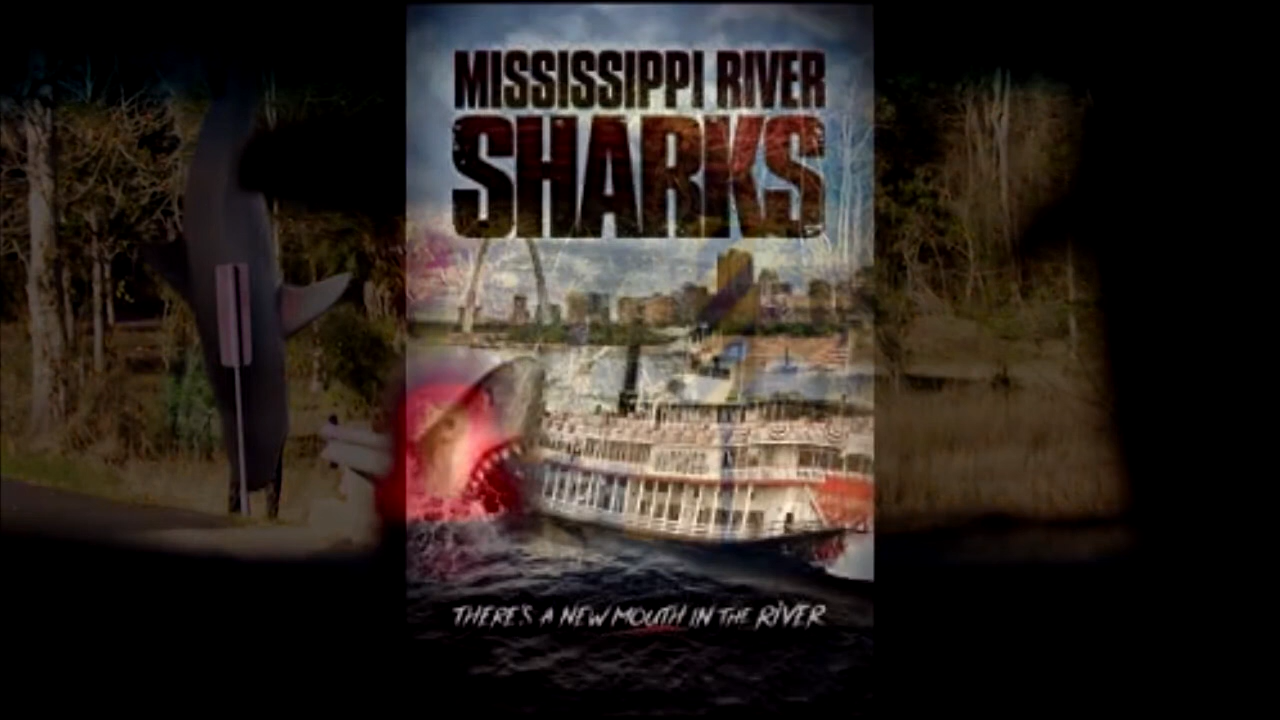 MISSISSIPPI RIVER
SHARKS
THERE'S A NEW MOUTH IN THE RIVER